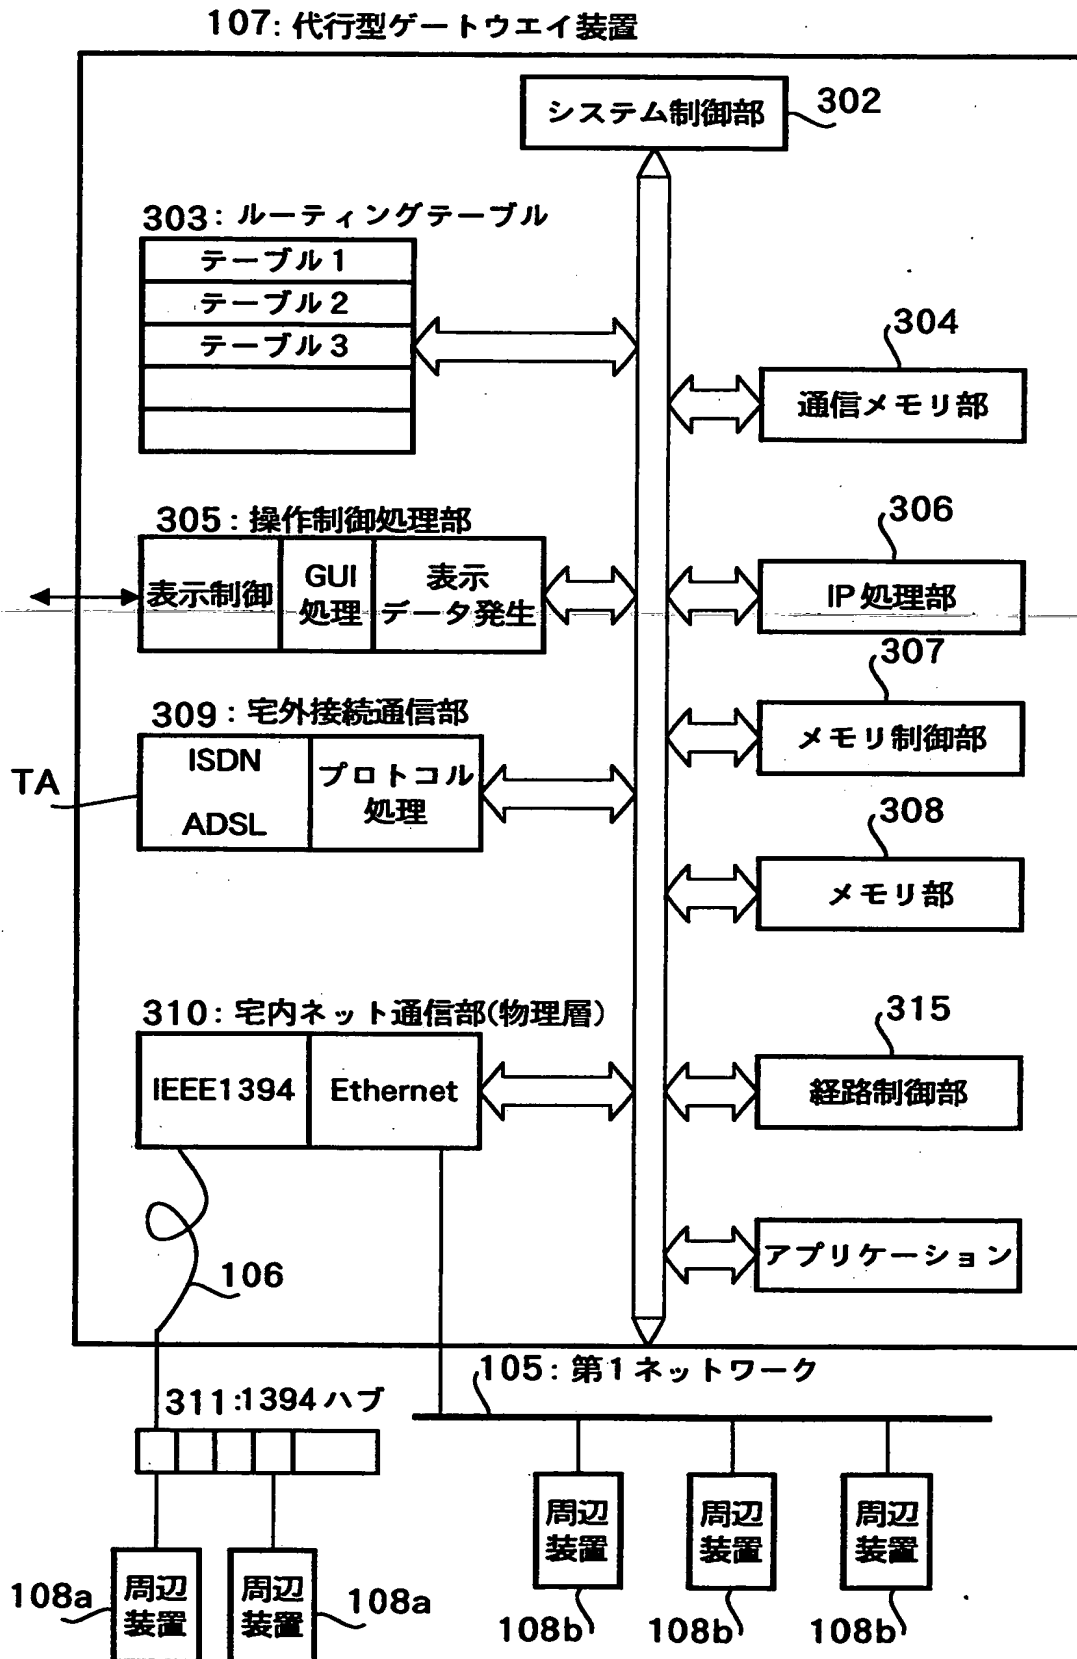 107: 代行型ゲートウエイ装置
システム制御部
302
303: ルーティングテーブル
テーブル 1
テーブル 2
テーブル 3
304
通信メモリ部
305: 操作制御処理部
表示制御
GUI
処理
表示
データ発生
306
IP 処理部
307
メモリ制御部
309: 宅外接続通信部
TA
ISDN
ADSL
プロトコル
処理
308
メモリ部
310: 宅内ネット通信部(物理層)
IEEE1394
Ethernet
315
経路制御部
アプリケーション
106
105: 第1ネットワーク
311:1394 ハブ
周辺
装置
周辺
装置
周辺
装置
108b
108b
108b
108a
周辺
装置
周辺
装置
108a